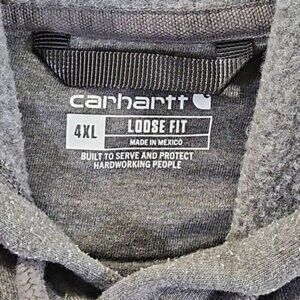 carhartt
4XL
LOOSE FIT
MADE IN MEXICO
BUILT TO SERVE AND PROTECT
HARDWORKING PEOPLE